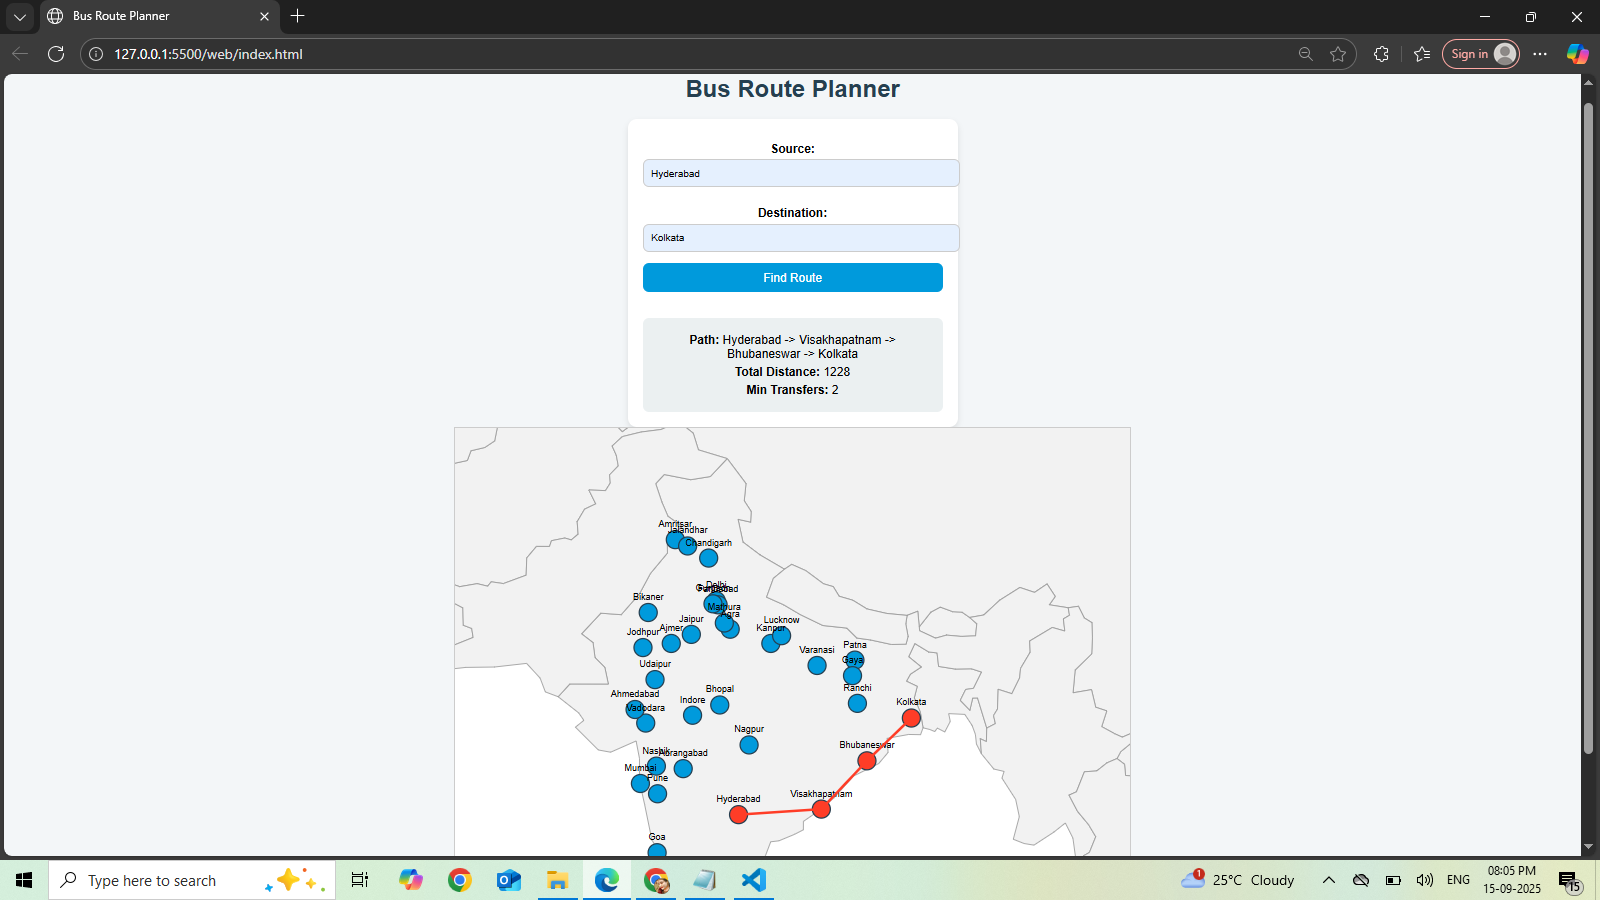 Bus Route Planner
127.0.0.1:5500/web/index.html
Sign in
Bus Route Planner
Source:
Hyderabad
Destination:
Kolkata
Find Route
Path: Hyderabad -> Visakhapatnam ->
Bhubaneswar -> Kolkata
Total Distance: 1228
Min Transfers: 2
Amritsar
Jalandhar
Chandigarh
Delhi
Faridabad
Mathura
Agra
Bikaner
Jaipur
Lucknow
Jodhpur
Ajmer
Kanpur
Varanasi
Patna
Gaya
Udaipur
Ranchi
Ahmedabad
Bhopal
Indore
Kolkata
Vadodara
Nagpur
Bhubaneswar
Nashik
Aurangabad
Mumbai
Pune
Hyderabad
Visakhapatnam
Goa
Type here to search
1
25°C Cloudy
ENG
08:05 PM
15-09-2025
15